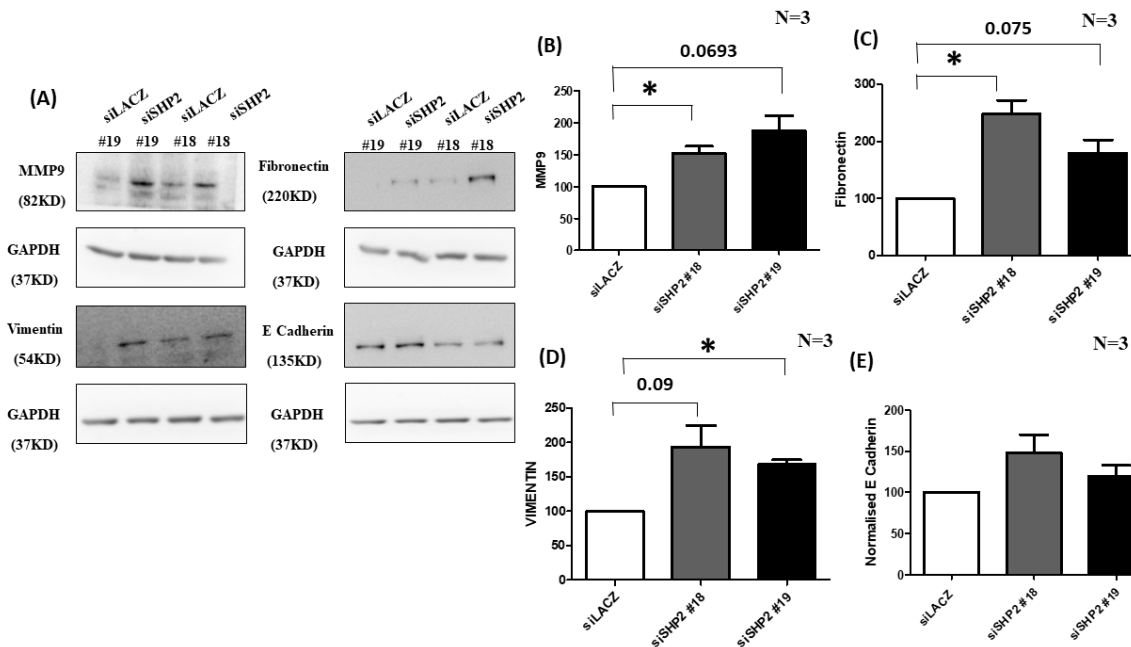 (A)
siLACZ siSHP2 siLACZ siSHP2
#19 #19 #18 #18
MMP9
(82KD)
GAPDH
(37KD)
Vimentin
(54KD)
GAPDH
(37KD)
siLACZ siSHP2 siLACZ siSHP2
#19 #19 #18 #18
Fibronectin
(220KD)
GAPDH
(37KD)
E Cadherin
(135KD)
GAPDH
(37KD)
(B)
N=3
0.0693
*
MMP9
200
250
150
100
50
0
siLACZ
siSHP2 #18
siSHP2 #19
(C)
N=3
0.075
*
Fibronectin
300
200
100
0
siLACZ
siSHP2 #18
siSHP2 #19
(D)
N=3
*
0.09
VIMENTIN
250
200
150
100
50
0
siLACZ
siSHP2 #18
siSHP2 #19
(E)
N=3
Normalised E Cadherin
200
150
100
50
0
siLACZ
siSHP2 #18
siSHP2 #19